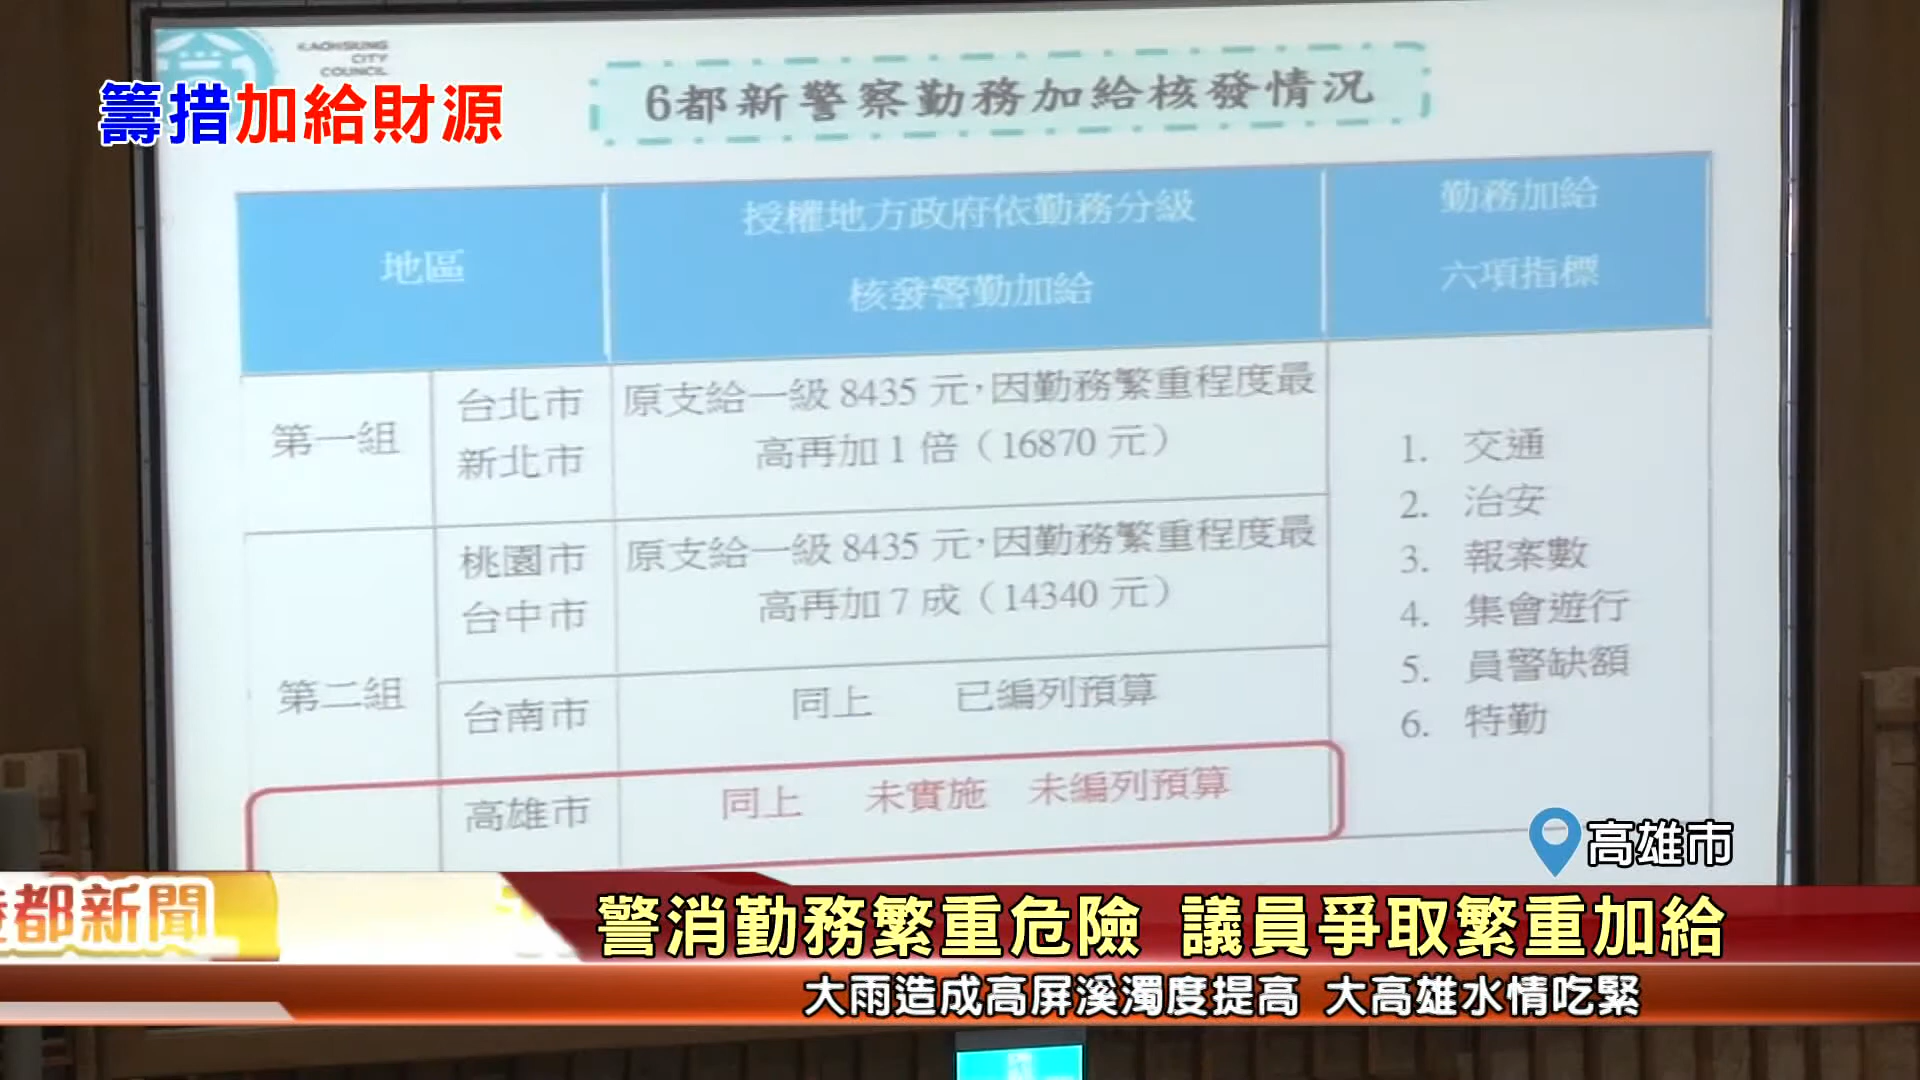 KAOHSIUNG
CITY
COUNCIL
籌措加給財源
6都新警察勤務加給核發情況
地區
授權地方政府依勤務分級
核發警勤加給
勤務加給
六項指標
第一組
台北市
新北市
原支給一級 8435 元,因勤務繁重程度最
高再加 1 倍（16870 元）
第二組
桃園市
台中市
原支給一級 8435 元,因勤務繁重程度最
高再加 7 成（14340 元）
台南市
同上 已編列預算
高雄市
同上 未實施 未編列預算
1. 交通
2. 治安
3. 報案數
4. 集會遊行
5. 員警缺額
6. 特勤
高雄市
都新聞
警消勤務繁重危險 議員爭取繁重加給
大雨造成高屏溪濁度提高 大高雄水情吃緊